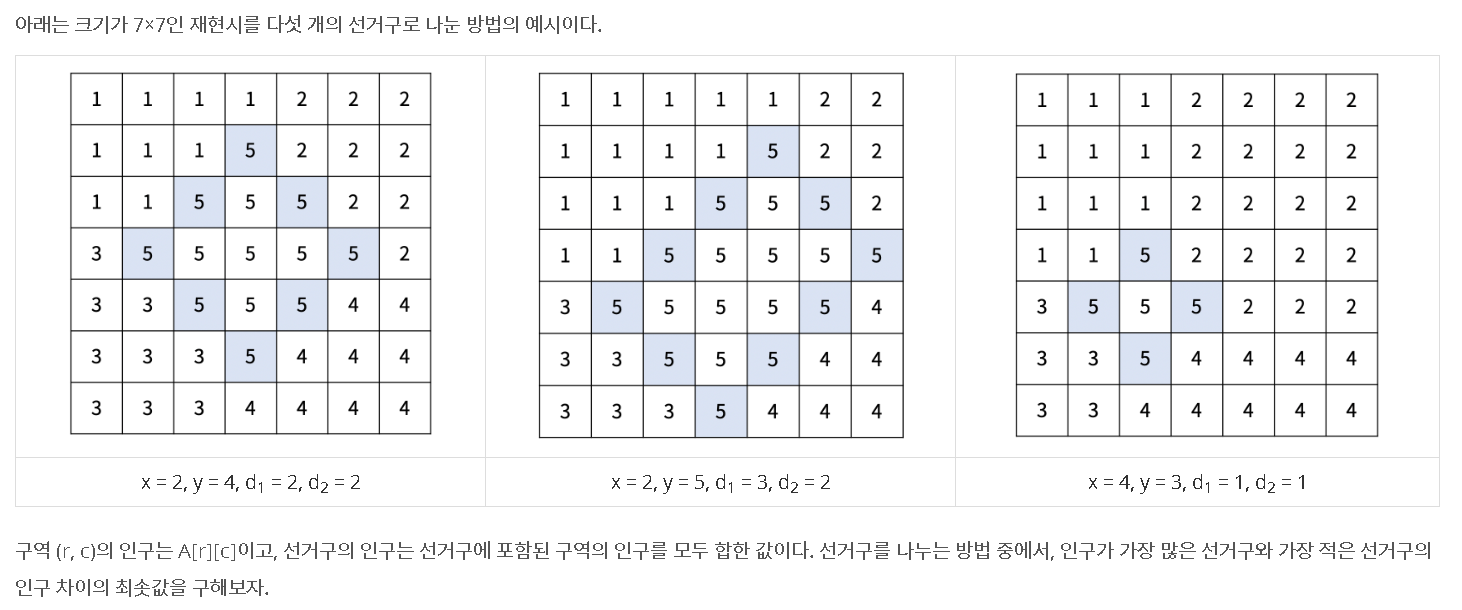 아래는 크기가 7×7인 재현시를 다섯 개의 선거구로 나눈 방법의 예시이다.
1 1 1 1 2 2 2
1 1 1 5 2 2 2
1 1 5 5 5 2 2
3 5 5 5 5 5 2
3 3 5 5 5 4 4
3 3 3 5 4 4 4
3 3 3 4 4 4 4
x = 2, y = 4, d1 = 2, d2 = 2
1 1 1 1 1 2 2
1 1 1 1 5 2 2
1 1 1 5 5 5 2
1 1 5 5 5 5 5
3 5 5 5 5 5 4
3 3 5 5 5 4 4
3 3 3 5 4 4 4
x = 2, y = 5, d1 = 3, d2 = 2
1 1 1 2 2 2 2
1 1 1 2 2 2 2
1 1 1 2 2 2 2
1 1 5 2 2 2 2
3 5 5 5 2 2 2
3 3 5 4 4 4 4
3 3 4 4 4 4 4
x = 4, y = 3, d1 = 1, d2 = 1
구역 (r, c)의 인구는 A[r][c]이고, 선거구의 인구는 선거구에 포함된 구역의 인구를 모두 합한 값이다. 선거구를 나누는 방법 중에서, 인구가 가장 많은 선거구와 가장 적은 선거구의
인구 차이의 최솟값을 구해보자.